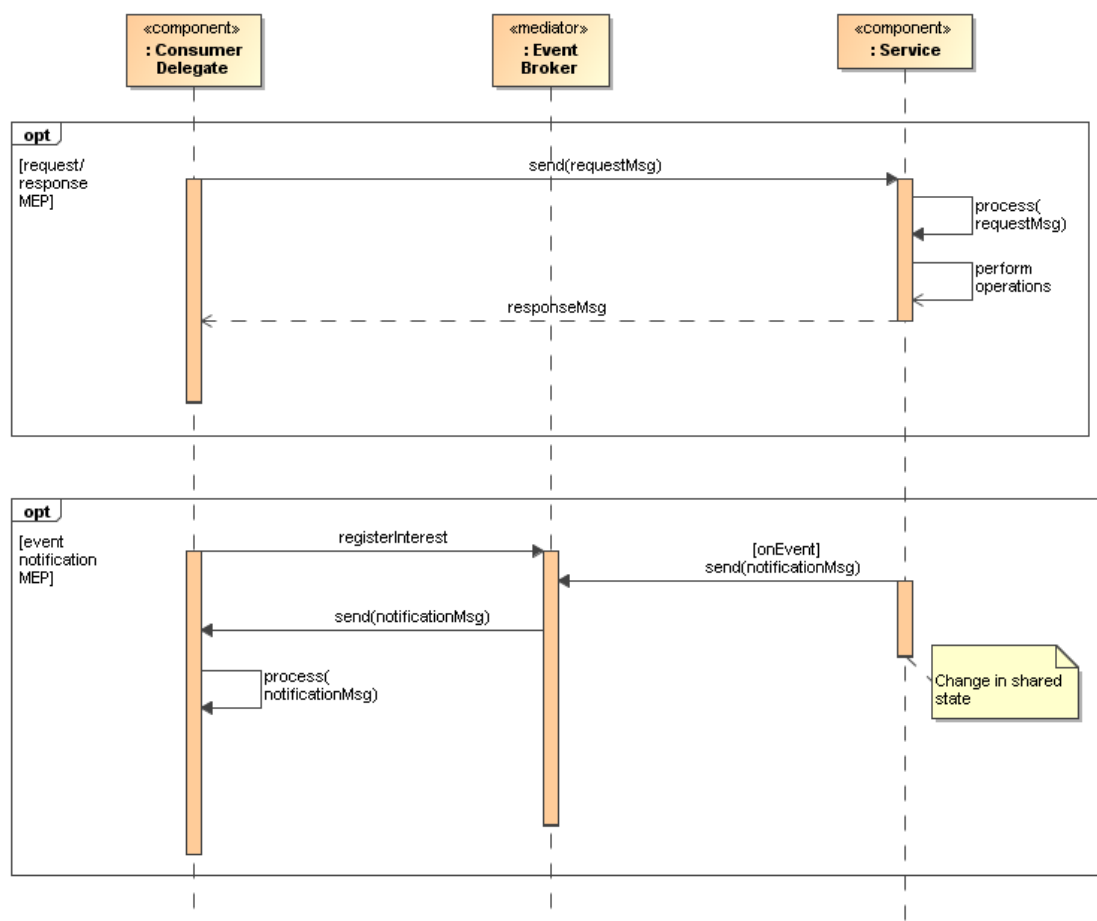 «component»
: Consumer
Delegate
«mediator»
: Event
Broker
«component»
: Service
opt
[request/
response
MEP]
send(requestMsg)
process(
requestMsg)
perform
operations
responseMsg
opt
[event
notification
MEP]
registerInterest
[onEvent]
send(notificationMsg)
send(notificationMsg)
process(
notificationMsg)
Change in shared
state